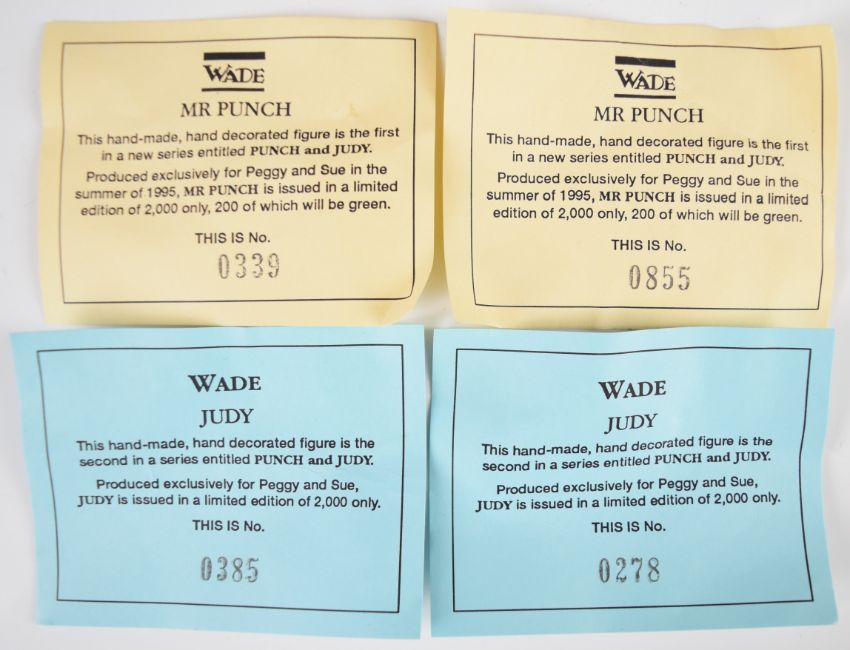 WADE
MR PUNCH
This hand-made, hand decorated figure is the first
in a new series entitled PUNCH and JUDY.
Produced exclusively for Peggy and Sue in the
summer of 1995, MR PUNCH is issued in a limited
edition of 2,000 only, 200 of which will be green.
THIS IS No.
0339
WADE
MR PUNCH
This hand-made, hand decorated figure is the first
in a new series entitled PUNCH and JUDY.
Produced exclusively for Peggy and Sue in the
summer of 1995, MR PUNCH is issued in a limited
edition of 2,000 only, 200 of which will be green.
THIS IS No.
0855
WADE
JUDY
This hand-made, hand decorated figure is the
second in a series entitled PUNCH and JUDY.
Produced exclusively for Peggy and Sue,
JUDY is issued in a limited edition of 2,000 only.
THIS IS No.
0385
WADE
JUDY
This hand-made, hand decorated figure is the
second in a series entitled PUNCH and JUDY.
Produced exclusively for Peggy and Sue,
JUDY is issued in a limited edition of 2,000 only.
THIS IS No.
0278